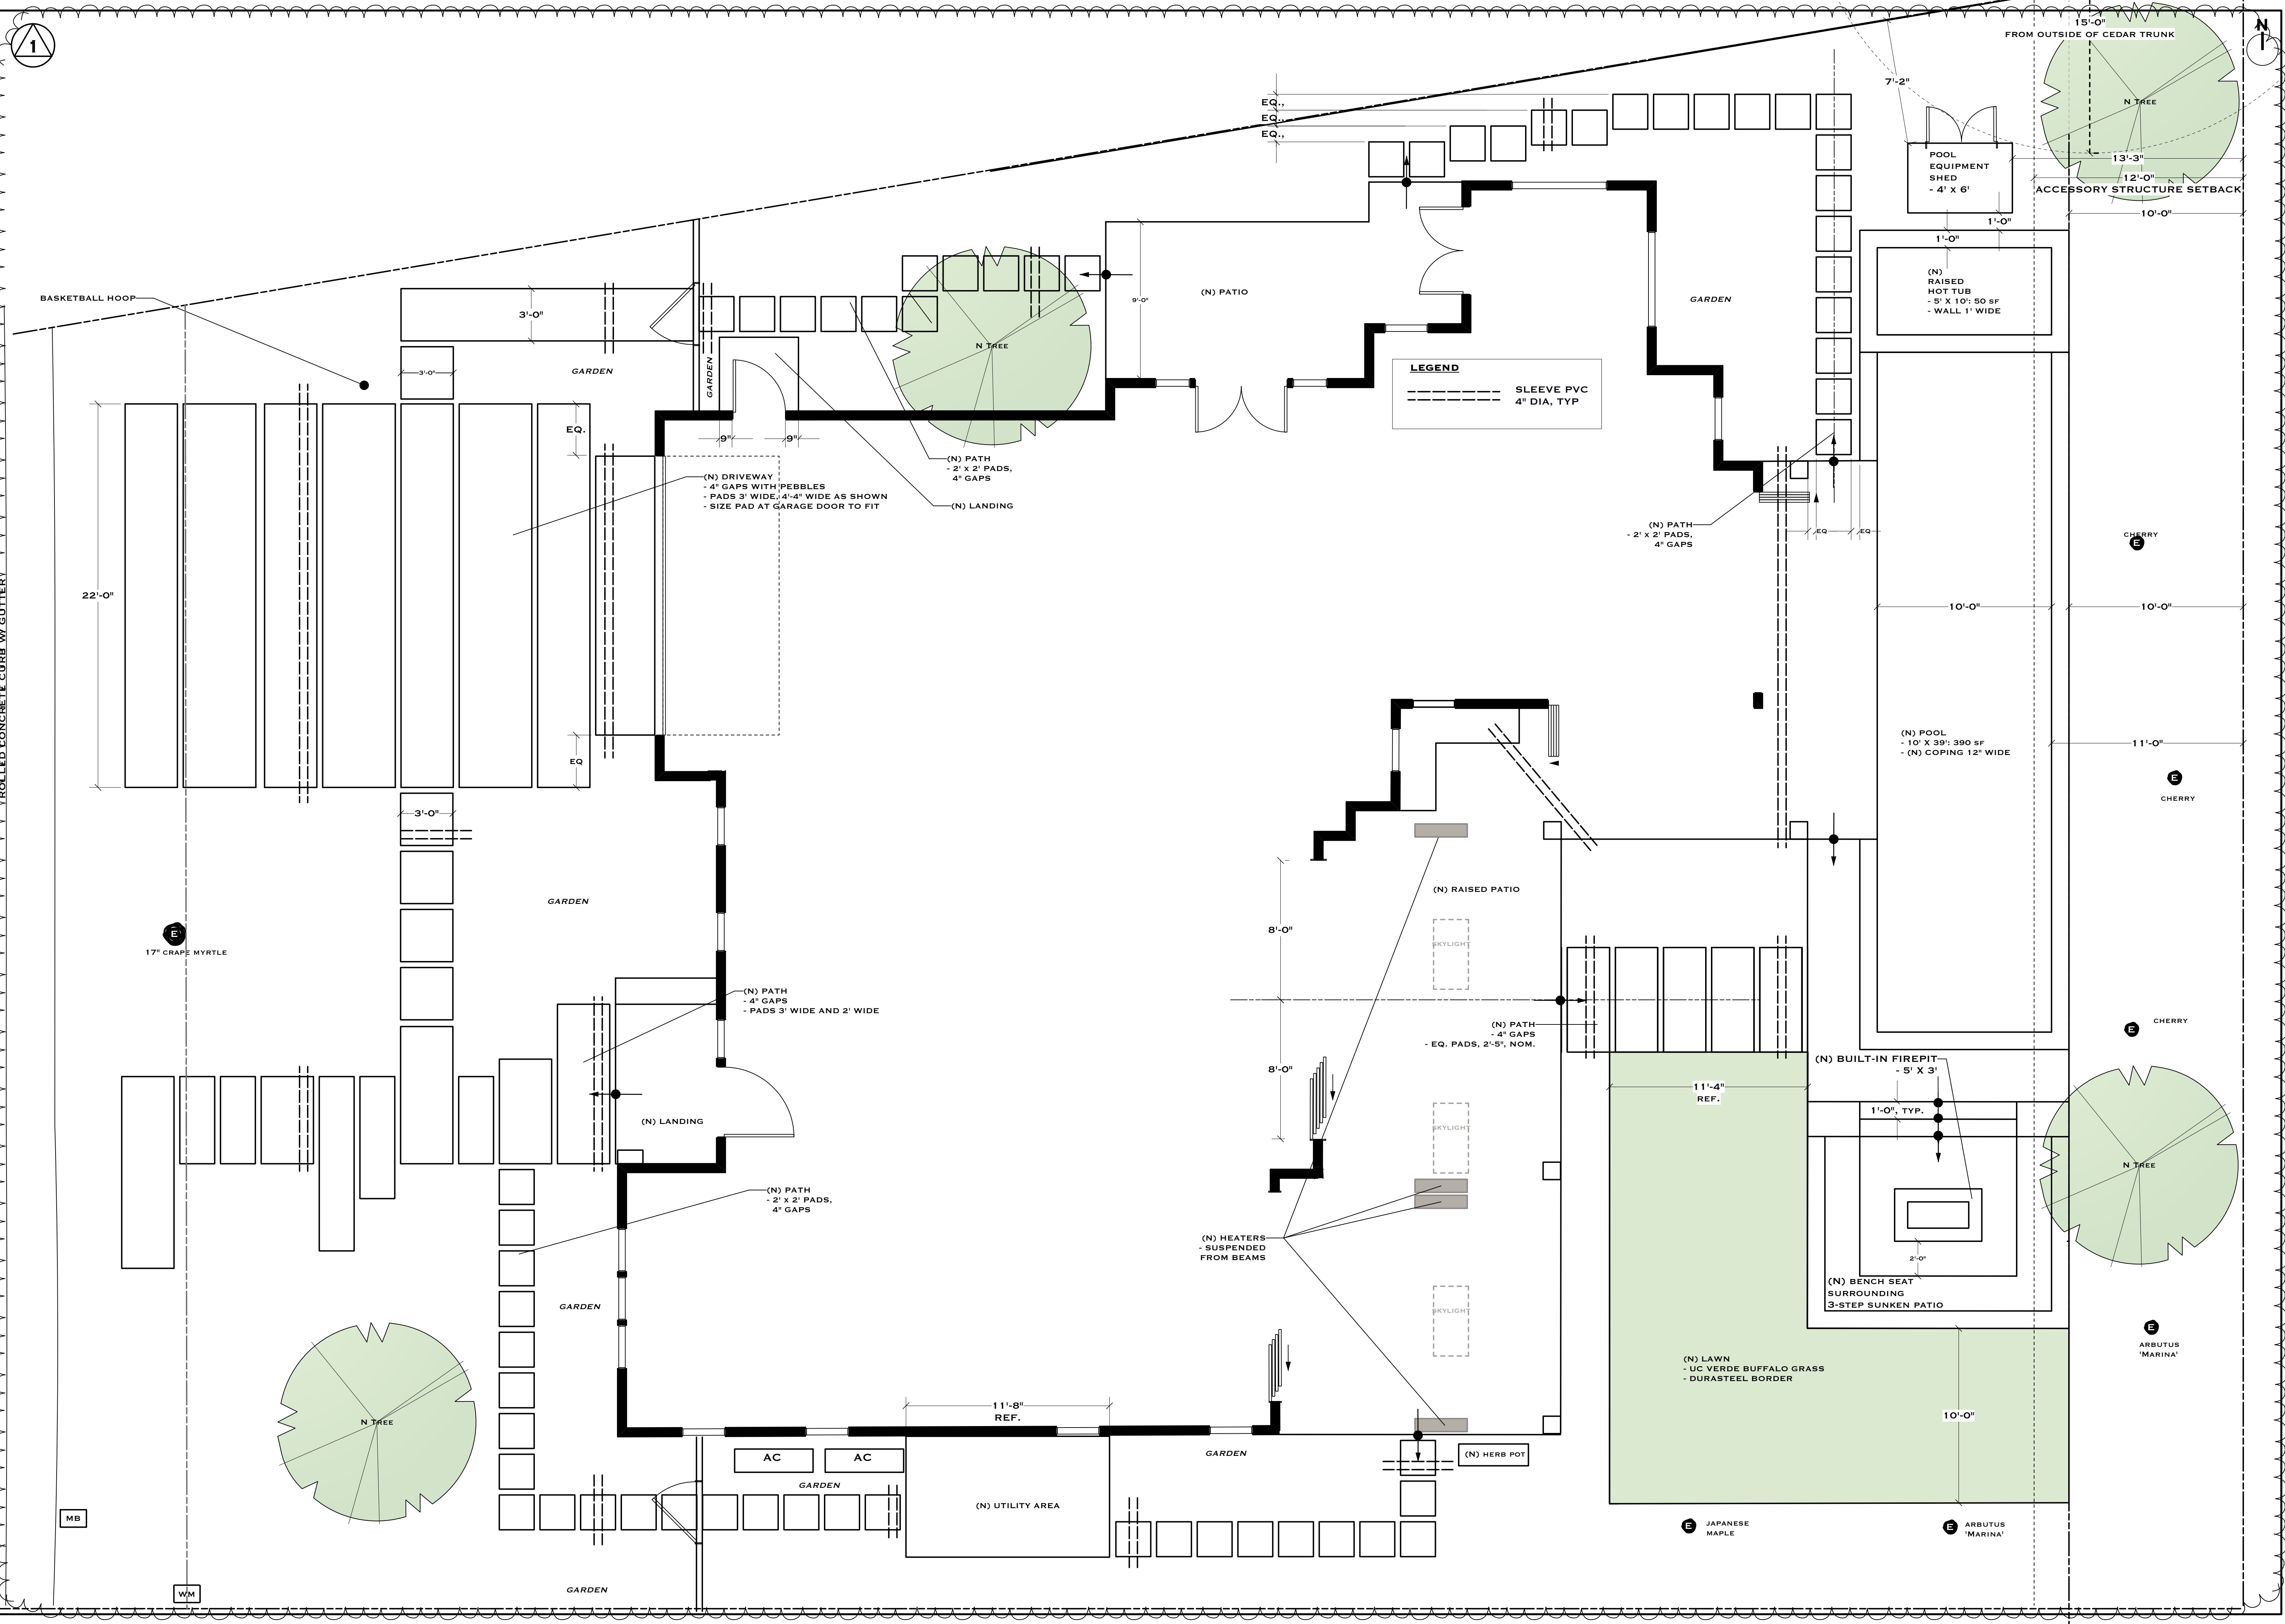 1
15'-0"
FROM OUTSIDE OF CEDAR TRUNK
N
7'-2"
N TREE
EQ.,
EQ.,
EQ.,
POOL
EQUIPMENT
SHED
- 4' X 6'
13'-3"
12'-0"
ACCESSORY STRUCTURE SETBACK
10'-0"
1'-0"
1'-0"
BASKETBALL HOOP
3'-0"
3'-0"
GARDEN
GARDEN
N TREE
(N) PATIO
9'-0"
GARDEN
(N)
RAISED
HOT TUB
- 5' X 10': 50 SF
- WALL 1' WIDE
LEGEND
SLEEVE PVC
4" DIA, TYP
EQ.
9"
9"
(N) PATH
- 2' X 2' PADS,
4" GAPS
(N) DRIVEWAY
- 4" GAPS WITH PEBBLES
- PADS 3' WIDE, 4'-4" WIDE AS SHOWN
- SIZE PAD AT GARAGE DOOR TO FIT
(N) LANDING
(N) PATH
- 2' X 2' PADS,
4" GAPS
EQ
EQ
CHERRY
E
22'-0"
ROLLED CONCRETE CURB W/ GUTTERY
10'-0"
10'-0"
EQ
(N) POOL
- 10' X 39': 390 SF
- (N) COPING 12" WIDE
11'-0"
E
CHERRY
3'-0"
GARDEN
(N) RAISED PATIO
E
17" CRAPE MYRTLE
8'-0"
SKYLIGHT
(N) PATH
- 4" GAPS
- PADS 3' WIDE AND 2' WIDE
(N) PATH
- 4" GAPS
- EQ. PADS, 2'-5", NOM.
E
CHERRY
(N) BUILT-IN FIREPIT
- 5' X 3'
8'-0"
11'-4"
REF.
1'-0", TYP.
(N) LANDING
SKYLIGHT
N TREE
(N) PATH
- 2' X 2' PADS,
4" GAPS
(N) HEATERS
- SUSPENDED
FROM BEAMS
2'-0"
(N) BENCH SEAT
SURROUNDING
3-STEP SUNKEN PATIO
GARDEN
SKYLIGHT
E
ARBUTUS
'MARINA'
(N) LAWN
- UC VERDE BUFFALO GRASS
- DURASTEEL BORDER
N TREE
11'-8"
REF.
10'-0"
AC
AC
GARDEN
GARDEN
(N) HERB POT
(N) UTILITY AREA
MB
E
JAPANESE
MAPLE
E
ARBUTUS
'MARINA'
GARDEN
WM